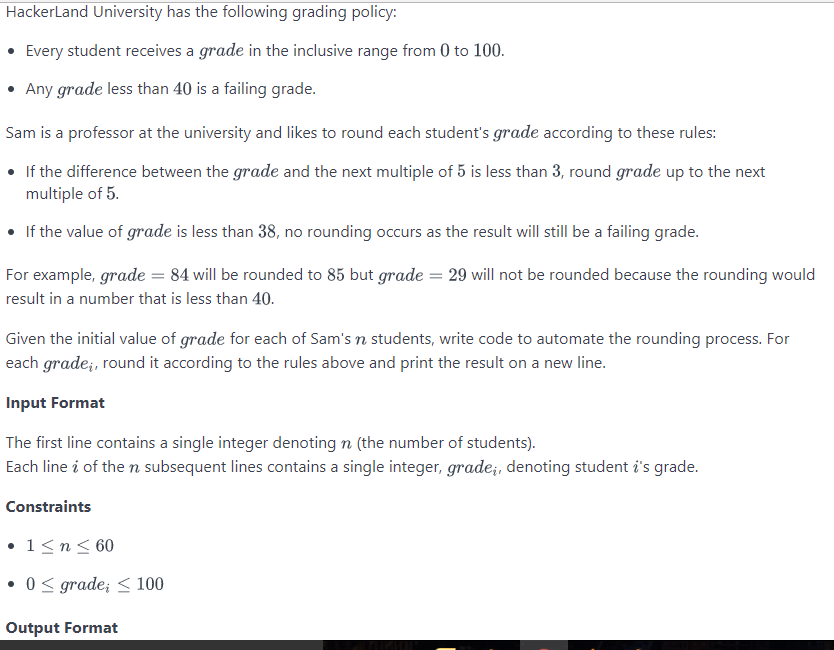 HackerLand University has the following grading policy:
• Every student receives a grade in the inclusive range from 0 to 100.
• Any grade less than 40 is a failing grade.
Sam is a professor at the university and likes to round each student's grade according to these rules:
• If the difference between the grade and the next multiple of 5 is less than 3, round grade up to the next
multiple of 5.
• If the value of grade is less than 38, no rounding occurs as the result will still be a failing grade.
For example, grade = 84 will be rounded to 85 but grade = 29 will not be rounded because the rounding would
result in a number that is less than 40.
Given the initial value of grade for each of Sam's n students, write code to automate the rounding process. For
each gradeᵢ, round it according to the rules above and print the result on a new line.
Input Format
The first line contains a single integer denoting n (the number of students).
Each line i of the n subsequent lines contains a single integer, gradeᵢ, denoting student i's grade.
Constraints
• 1 ≤ n ≤ 60
• 0 ≤ gradeᵢ ≤ 100
Output Format